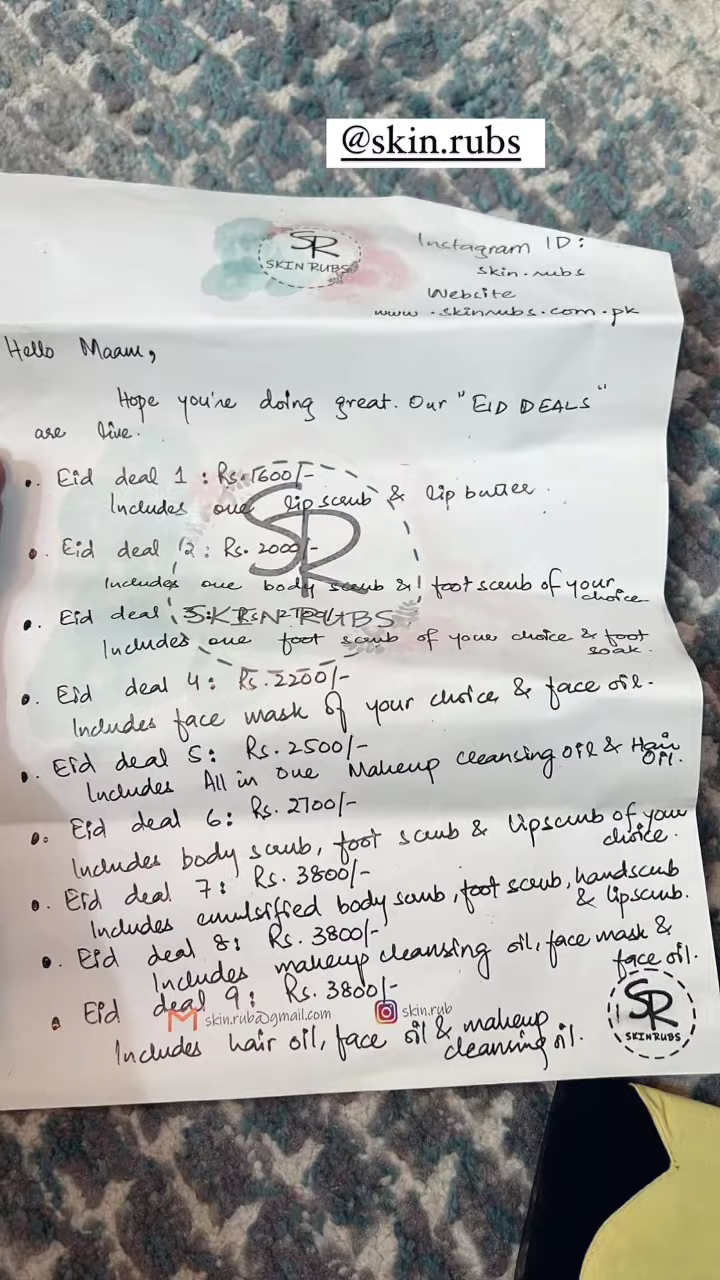 @skin.rubs
SR
SKIN RUBS
Instagram ID:
skin.rubs
Website
www.skinrubs.com.pk
Hello Maam,
Hope you're doing great. Our "EID DEALS"
are live.
Eid deal 1: Rs.1600/-
Includes one lip scrub & lip butter.
Eid deal 2: Rs. 2000/-
Includes one body scrub & 1 foot scrub of your choice
Eid deal 3: Rs.
SR
SKIN RUBS
Includes one foot scrub of your choice & foot soak.
Eid deal 4: Rs. 2200/-
Includes face mask of your choice & face oil.
Eid deal 5: Rs. 2500/-
Includes All in one Makeup cleansing oil & Hair Oil.
Eid deal 6: Rs. 2700/-
Includes body scrub, foot scrub & lipscrub of your choice.
Eid deal 7: Rs. 3800/-
Includes emulsified body scrub, foot scrub, handscrub & lipscrub.
Eid deal 8: Rs. 3800/-
Includes makeup cleansing oil, face mask & face oil.
Eid deal 9: Rs. 3800/-
skin.rub@gmail.com
skin.rub
Includes hair oil, face oil & makeup cleansing oil.
SR
SKINRUBS